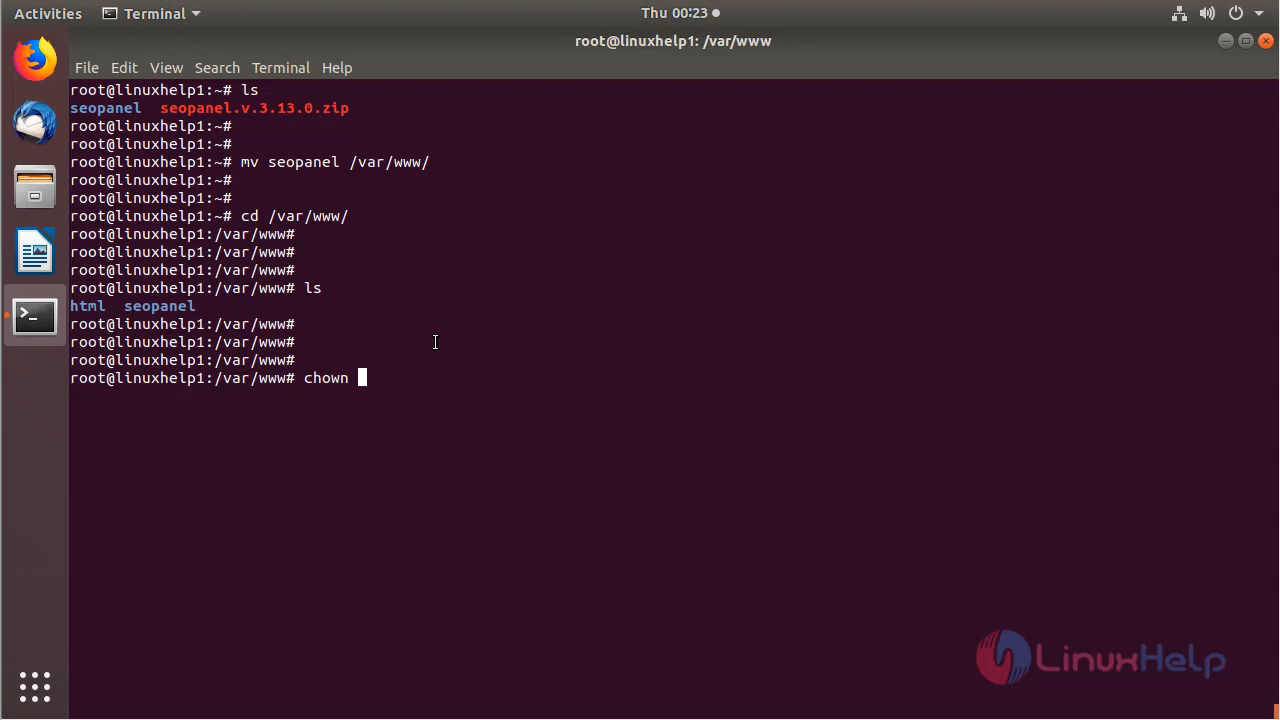 Activities Terminal Thu 00:23
root@linuxhelp1: /var/www
File Edit View Search Terminal Help
root@linuxhelp1:~# ls
seopanel seopanel.v.3.13.0.zip
root@linuxhelp1:~#
root@linuxhelp1:~#
root@linuxhelp1:~# mv seopanel /var/www/
root@linuxhelp1:~#
root@linuxhelp1:~#
root@linuxhelp1:~# cd /var/www/
root@linuxhelp1:/var/www#
root@linuxhelp1:/var/www#
root@linuxhelp1:/var/www#
root@linuxhelp1:/var/www# ls
html seopanel
root@linuxhelp1:/var/www#
root@linuxhelp1:/var/www#
root@linuxhelp1:/var/www#
root@linuxhelp1:/var/www# chown
LinuxHelp